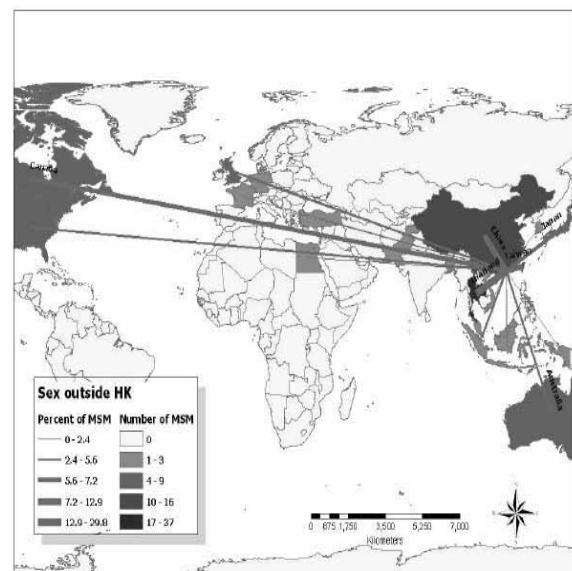 Canada
China
Japan
Taiwan
Thailand
Australia
Sex outside HK
Percent of MSM Number of MSM
0 - 2.4 0
2.4 - 5.6 1 - 3
5.6 - 7.2 4 - 9
7.2 - 12.9 10 - 16
12.9 - 29.8 17 - 37
0 875 1,750 3,500 5,250 7,000
Kilometers